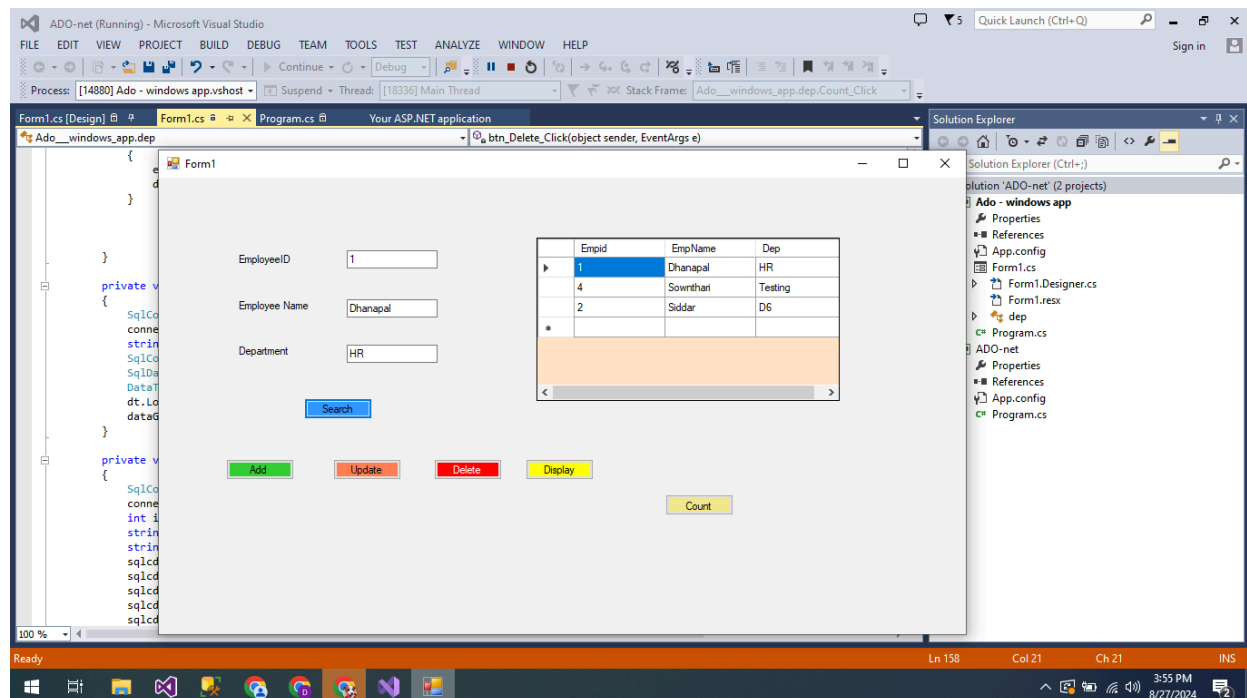 ADO-net (Running) - Microsoft Visual Studio
5 Quick Launch (Ctrl+Q)
FILE EDIT VIEW PROJECT BUILD DEBUG TEAM TOOLS TEST ANALYZE WINDOW HELP
Sign in
Continue Debug
Process: [14880] Ado - windows app.vshost Suspend Thread: [18336] Main Thread Stack Frame: Ado__windows_app.dep.Count_Click
Form1.cs [Design] Form1.cs Program.cs Your ASP.NET application
Ado__windows_app.dep btn_Delete_Click(object sender, EventArgs e)
{
e
d
}
}
private v
{
SqlCo
conne
strin
SqlCo
SqlDa
DataT
dt.Lo
dataG
}
private v
{
SqlCo
conne
int i
strin
strin
sqlcd
sqlcd
sqlcd
sqlcd
sqlcd
100 %
Form1
EmployeeID 1
Employee Name Dhanapal
Department HR
Search
Add Update Delete Display
Count
Empid EmpName Dep
1 Dhanapal HR
4 Sownthari Testing
2 Siddar D6
Solution Explorer
Solution Explorer (Ctrl+;)
olution 'ADO-net' (2 projects)
Ado - windows app
Properties
References
App.config
Form1.cs
Form1.Designer.cs
Form1.resx
dep
C# Program.cs
ADO-net
Properties
References
App.config
C# Program.cs
Ready
Ln 158 Col 21 Ch 21 INS
3:55 PM
8/27/2024
2